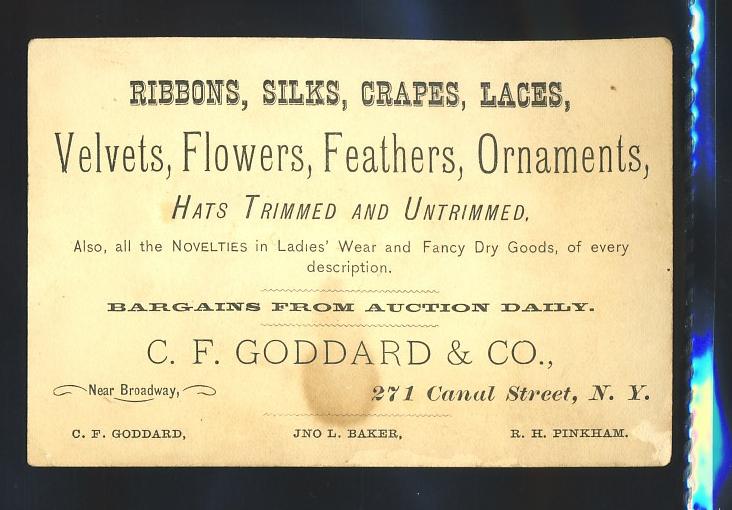 RIBBONS, SILKS, CRAPES, LACES,
Velvets, Flowers, Feathers, Ornaments,
HATS TRIMMED AND UNTRIMMED.
Also, all the NOVELTIES in Ladies' Wear and Fancy Dry Goods, of every
description.
BARGAINS FROM AUCTION DAILY.
C. F. GODDARD & CO.,
Near Broadway, 271 Canal Street, N. Y.
C. F. GODDARD, JNO L. BAKER, R. H. PINKHAM.